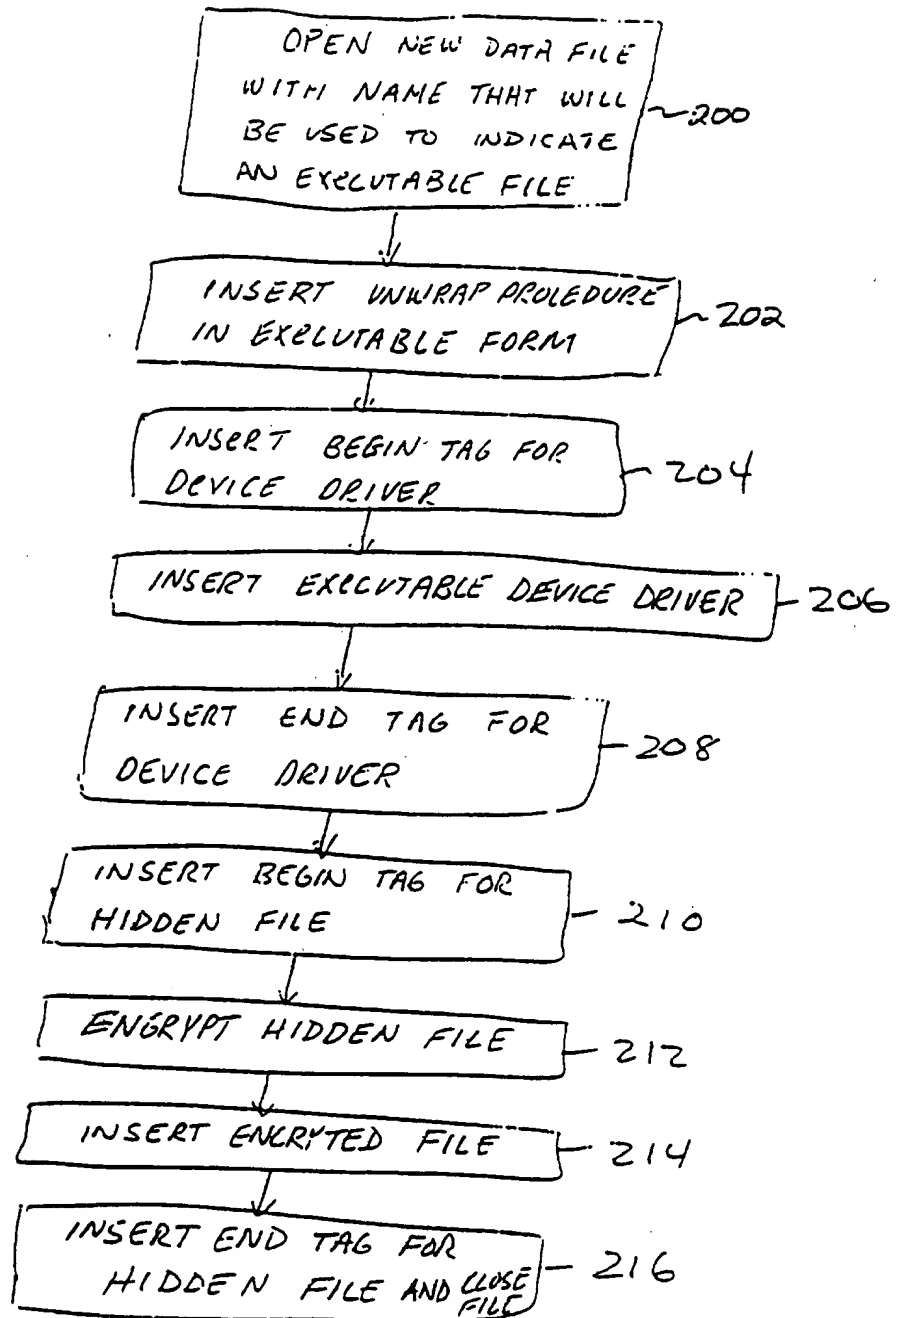 OPEN NEW DATA FILE
WITH NAME THAT WILL
BE USED TO INDICATE
AN EXECUTABLE FILE
~200
INSERT UNWRAP PROCEDURE
IN EXECUTABLE FORM
~202
INSERT BEGIN TAG FOR
DEVICE DRIVER
204
INSERT EXECUTABLE DEVICE DRIVER
206
INSERT END TAG FOR
DEVICE DRIVER
208
INSERT BEGIN TAG FOR
HIDDEN FILE
210
ENCRYPT HIDDEN FILE
212
INSERT ENCRYTED FILE
214
INSERT END TAG FOR
HIDDEN FILE AND CLOSE
FILE
216